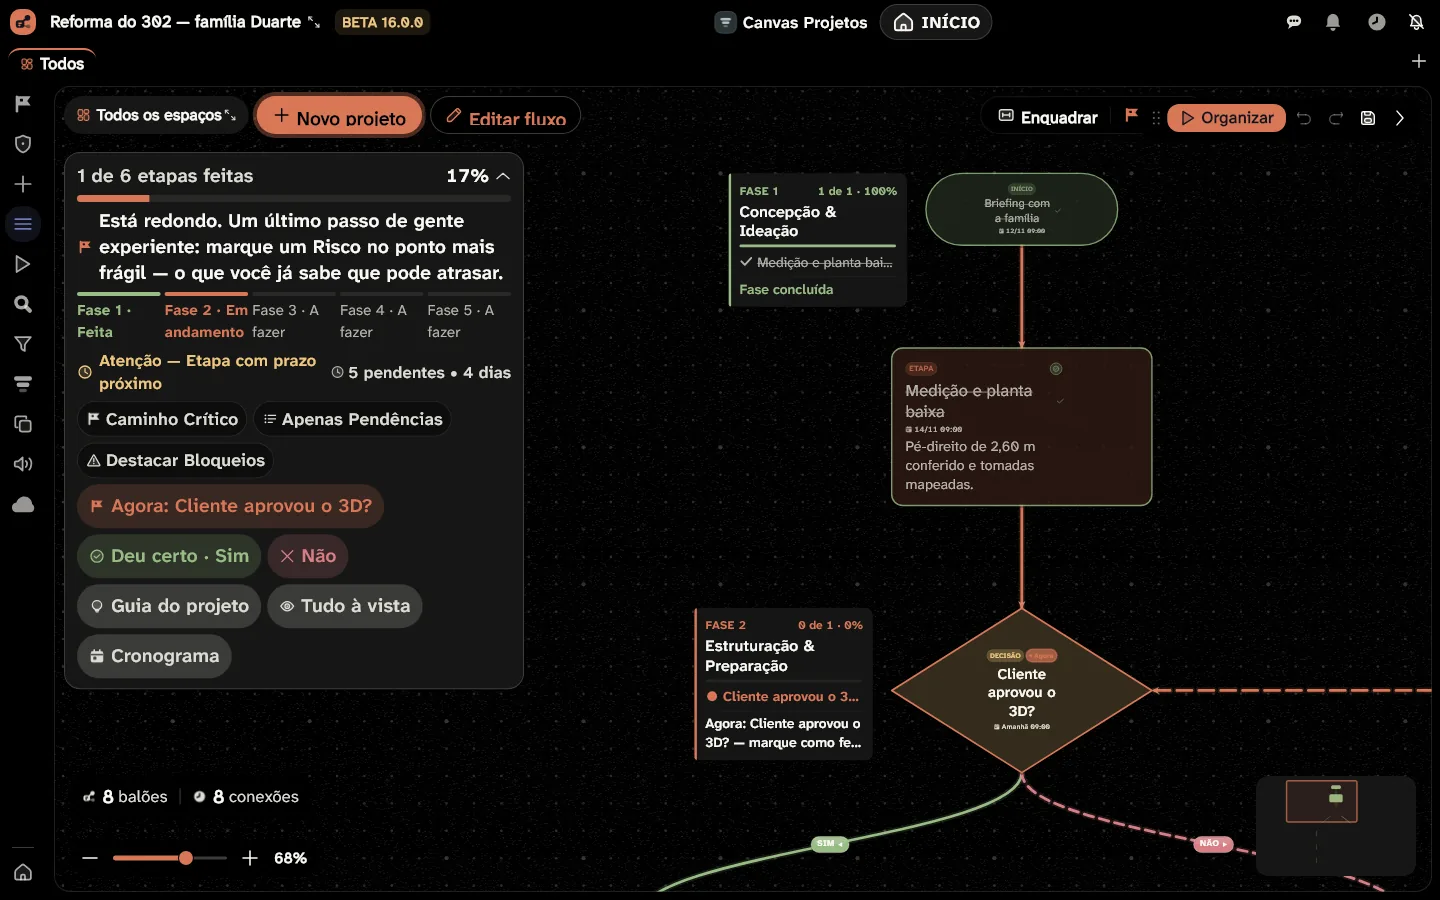 Reforma do 302 — família Duarte
BETA 16.0.0
Canvas Projetos
INÍCIO
Todos
Todos os espaços
Novo projeto
Editar fluxo
Enquadrar
Organizar
1 de 6 etapas feitas
17%
Está redondo. Um último passo de gente
experiente: marque um Risco no ponto mais
frágil — o que você já sabe que pode atrasar.
Fase 1 ·
Feita
Fase 2 · Em
andamento
Fase 3 · A
fazer
Fase 4 · A
fazer
Fase 5 · A
fazer
Atenção — Etapa com prazo
próximo
5 pendentes • 4 dias
Caminho Crítico
Apenas Pendências
Destacar Bloqueios
Agora: Cliente aprovou o 3D?
Deu certo · Sim
Não
Guia do projeto
Tudo à vista
Cronograma
FASE 1
1 de 1 · 100%
Concepção &
Ideação
Medição e planta bai...
Fase concluída
INÍCIO
Briefing com
a família
12/11 09:00
ETAPA
Medição e planta
baixa
14/11 09:00
Pé-direito de 2,60 m
conferido e tomadas
mapeadas.
FASE 2
0 de 1 · 0%
Estruturação &
Preparação
Cliente aprovou o 3...
Agora: Cliente aprovou o
3D? — marque como fe...
DECISÃO
Agora
Cliente
aprovou o
3D?
Amanhã 09:00
SIM
NÃO
8 balões
8 conexões
68%